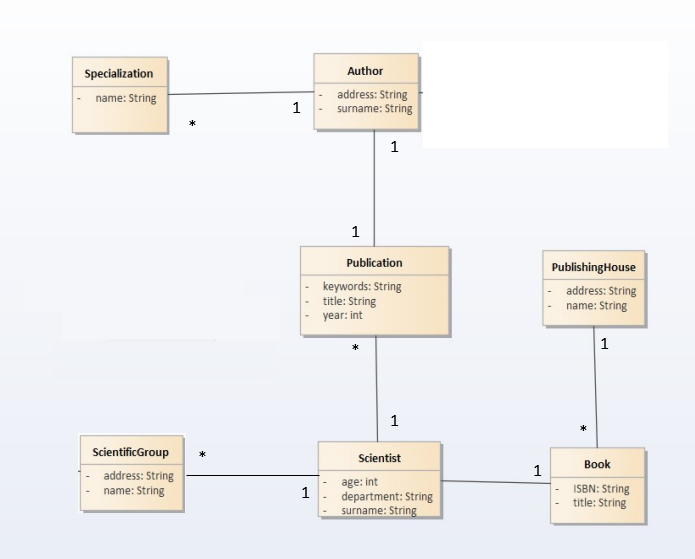 Specialization
- name: String
Author
- address: String
- surname: String
1
*
1
1
Publication
- keywords: String
- title: String
- year: int
PublishingHouse
- address: String
- name: String
1
*
1
*
ScientificGroup
- address: String
- name: String
*
1
Scientist
- age: int
- department: String
- surname: String
1
Book
- ISBN: String
- title: String